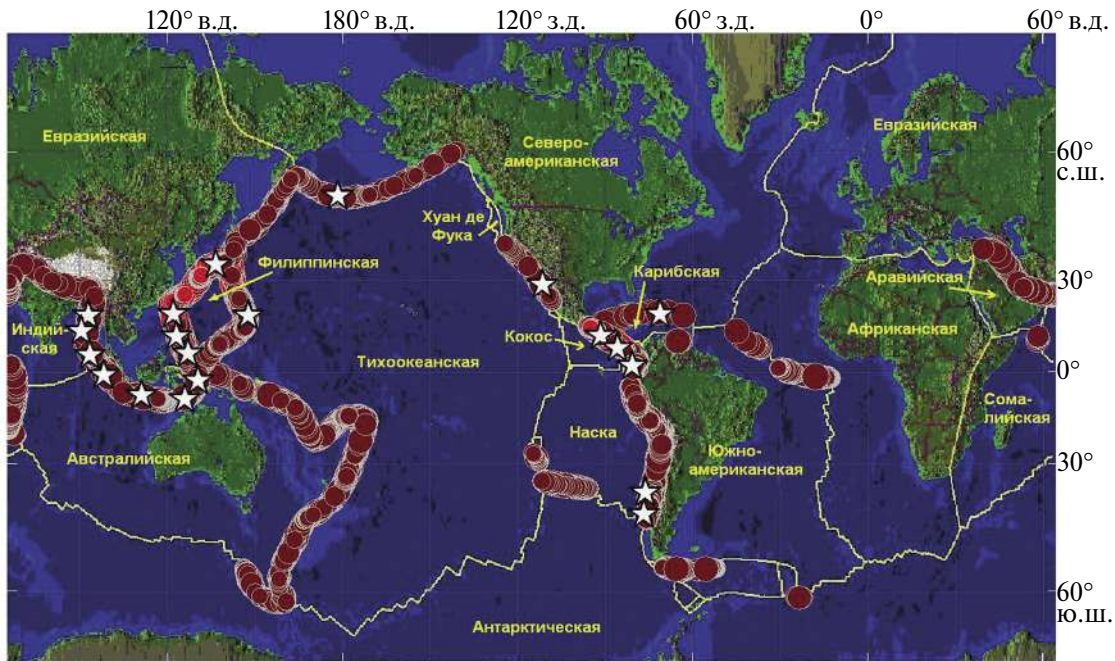 120° в.д. 180° в.д. 120° з.д. 60° з.д. 0° 60° в.д.
Евразийская
Северо-
американская
Евразийская
60°
с.ш.
Хуан де
Фука
Филиппинская
Карибская
Аравийская
30°
Индий-
ская
Кокос
Африканская
Тихоокеанская
0°
Сома-
лийская
Наска
Австралийская
Южно-
американская
30°
60°
ю.ш.
Антарктическая